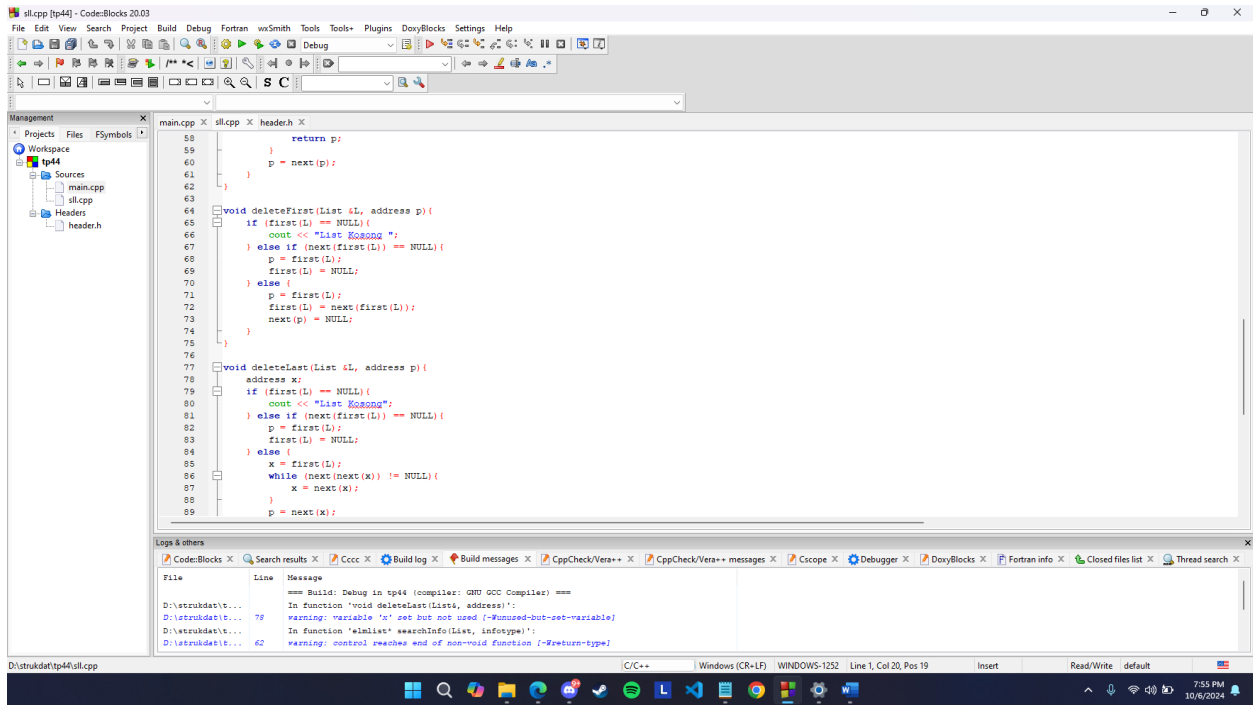 sll.cpp [tp44] - Code::Blocks 20.03
File Edit View Search Project Build Debug Fortran wxSmith Tools Tools+ Plugins DoxyBlocks Settings Help
Debug
/** *<
S C
Management
Projects Files FSymbols
Workspace
tp44
Sources
main.cpp
sll.cpp
Headers
header.h
main.cpp X sll.cpp X header.h X
58 return p;
59 }
60 p = next(p);
61 }
62 }
63
64 void deleteFirst(List &L, address p){
65 if (first(L) == NULL){
66 cout << "List Kosong ";
67 } else if (next(first(L)) == NULL){
68 p = first(L);
69 first(L) = NULL;
70 } else {
71 p = first(L);
72 first(L) = next(first(L));
73 next(p) = NULL;
74 }
75 }
76
77 void deleteLast(List &L, address p){
78 address x;
79 if (first(L) == NULL){
80 cout << "List Kosong";
81 } else if (next(first(L)) == NULL){
82 p = first(L);
83 first(L) = NULL;
84 } else {
85 x = first(L);
86 while (next(next(x)) != NULL){
87 x = next(x);
88 }
89 p = next(x);
Logs & others
Code::Blocks X Search results X Cccc X Build log X Build messages X CppCheck/Vera++ X CppCheck/Vera++ messages X Cscope X Debugger X DoxyBlocks X Fortran info X Closed files list X Thread search X
File Line Message
=== Build: Debug in tp44 (compiler: GNU GCC Compiler) ===
D:\strukdat\t... In function 'void deleteLast(List&, address)':
D:\strukdat\t... 78 warning: variable 'x' set but not used [-Wunused-but-set-variable]
D:\strukdat\t... In function 'elmlist* searchInfo(List, infotype)':
D:\strukdat\t... 62 warning: control reaches end of non-void function [-Wreturn-type]
D:\strukdat\tp44\sll.cpp C/C++ Windows (CR+LF) WINDOWS-1252 Line 1, Col 20, Pos 19 Insert Read/Write default
7:55 PM
10/6/2024